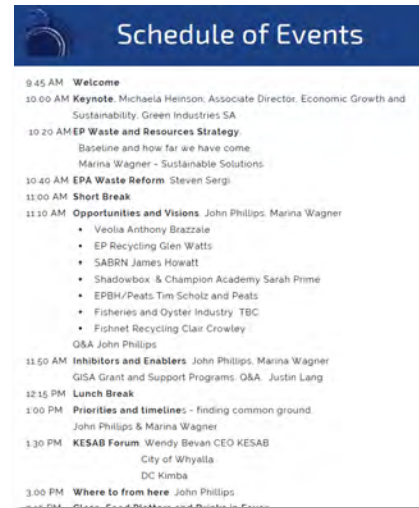 Schedule of Events
9.45 AM Welcome
10.00 AM Keynote, Michaela Heinson, Associate Director, Economic Growth and
Sustainability, Green Industries SA
10.20 AM EP Waste and Resources Strategy
Baseline and how far we have come
Marina Wagner - Sustainable Solutions
10.40 AM EPA Waste Reform Steven Sergi
11.00 AM Short Break
11.10 AM Opportunities and Visions John Phillips, Marina Wagner
• Veolia Anthony Brazzale
• EP Recycling Glen Watts
• SABRN James Howatt
• Shadowbox & Champion Academy Sarah Prime
• EPBH/Peats Tim Scholz and Peats
• Fisheries and Oyster Industry TBC
• Fishnet Recycling Clair Crowley
Q&A John Phillips
11.50 AM Inhibitors and Enablers John Phillips, Marina Wagner
GISA Grant and Support Programs Q&A Justin Lang
12.15 PM Lunch Break
1.00 PM Priorities and timelines - finding common ground
John Phillips & Marina Wagner
1.30 PM KESAB Forum Wendy Bevan CEO KESAB
City of Whyalla
DC Kimba
3.00 PM Where to from here John Phillips